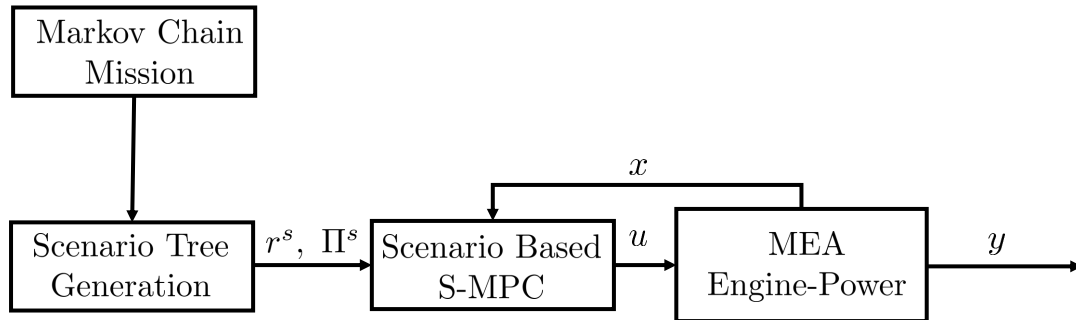 Markov Chain
Mission
x
Scenario Tree
Generation
r^s, Π^s
Scenario Based
S-MPC
u
MEA
Engine-Power
y